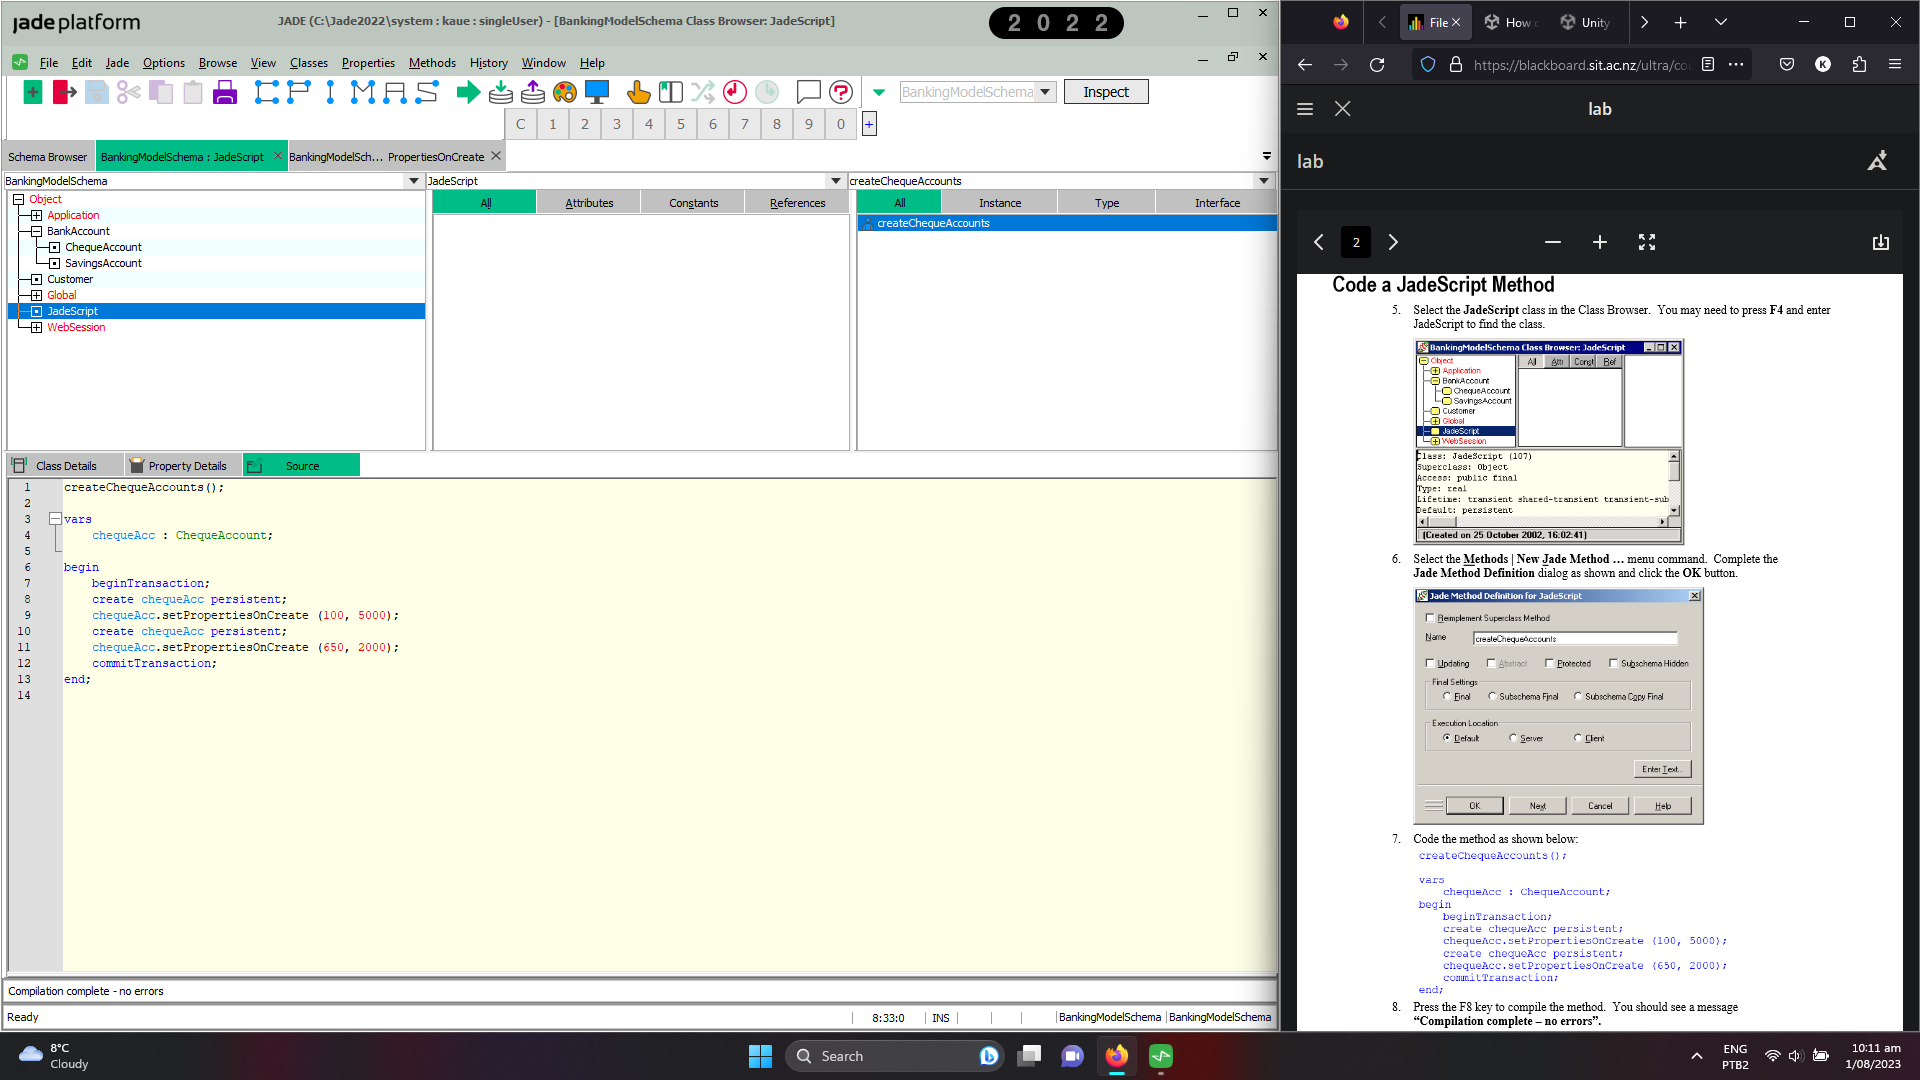 jade platform
JADE (C:\Jade2022\system : kaue : singleUser) - [BankingModelSchema Class Browser: JadeScript]
2022
File Edit Jade Options Browse View Classes Properties Methods History Window Help
BankingModelSchema
Inspect
C 1 2 3 4 5 6 7 8 9 0 +
Schema Browser
BankingModelSchema : JadeScript
BankingModelSch... PropertiesOnCreate
BankingModelSchema
JadeScript
createChequeAccounts
Object
Application
BankAccount
ChequeAccount
SavingsAccount
Customer
Global
JadeScript
WebSession
All Attributes Constants References
All Instance Type Interface
createChequeAccounts
Class Details Property Details Source
1 createChequeAccounts();
2
3 vars
4 chequeAcc : ChequeAccount;
5
6 begin
7 beginTransaction;
8 create chequeAcc persistent;
9 chequeAcc.setPropertiesOnCreate (100, 5000);
10 create chequeAcc persistent;
11 chequeAcc.setPropertiesOnCreate (650, 2000);
12 commitTransaction;
13 end;
14
Compilation complete - no errors
Ready
8:33:0 INS BankingModelSchema BankingModelSchema
File How Unity
https://blackboard.sit.ac.nz/ultra/co
K
lab
lab
2
Code a JadeScript Method
5. Select the JadeScript class in the Class Browser. You may need to press F4 and enter
JadeScript to find the class.
BankingModelSchema Class Browser: JadeScript
Object
Application
BankAccount
ChequeAccount
SavingsAccount
Customer
Global
JadeScript
WebSession
All Attr Const Ref
Class: JadeScript (107)
Superclass: Object
Access: public final
Type: real
Lifetime: transient shared-transient transient-sub
Default: persistent
(Created on 25 October 2002, 16:02:41)
6. Select the Methods | New Jade Method ... menu command. Complete the
Jade Method Definition dialog as shown and click the OK button.
Jade Method Definition for JadeScript
Reimplement Superclass Method
Name createChequeAccounts
Updating Abstract Protected Subschema Hidden
Final Settings
Final Subschema Final Subschema Copy Final
Execution Location
Default Server Client
Enter Text...
OK Next Cancel Help
7. Code the method as shown below:
createChequeAccounts();
vars
chequeAcc : ChequeAccount;
begin
beginTransaction;
create chequeAcc persistent;
chequeAcc.setPropertiesOnCreate (100, 5000);
create chequeAcc persistent;
chequeAcc.setPropertiesOnCreate (650, 2000);
commitTransaction;
end;
8. Press the F8 key to compile the method. You should see a message
“Compilation complete – no errors”.
8°C
Cloudy
Search
ENG
PTB2
10:11 am
1/08/2023